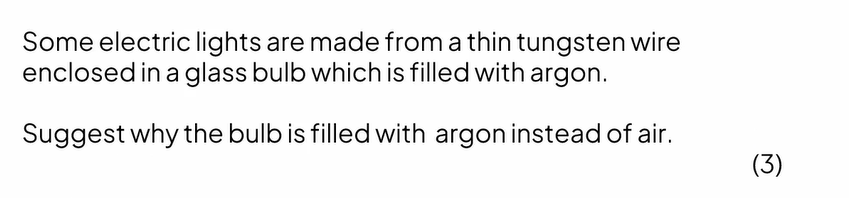 Some electric lights are made from a thin tungsten wire
enclosed in a glass bulb which is filled with argon.
Suggest why the bulb is filled with argon instead of air.
(3)